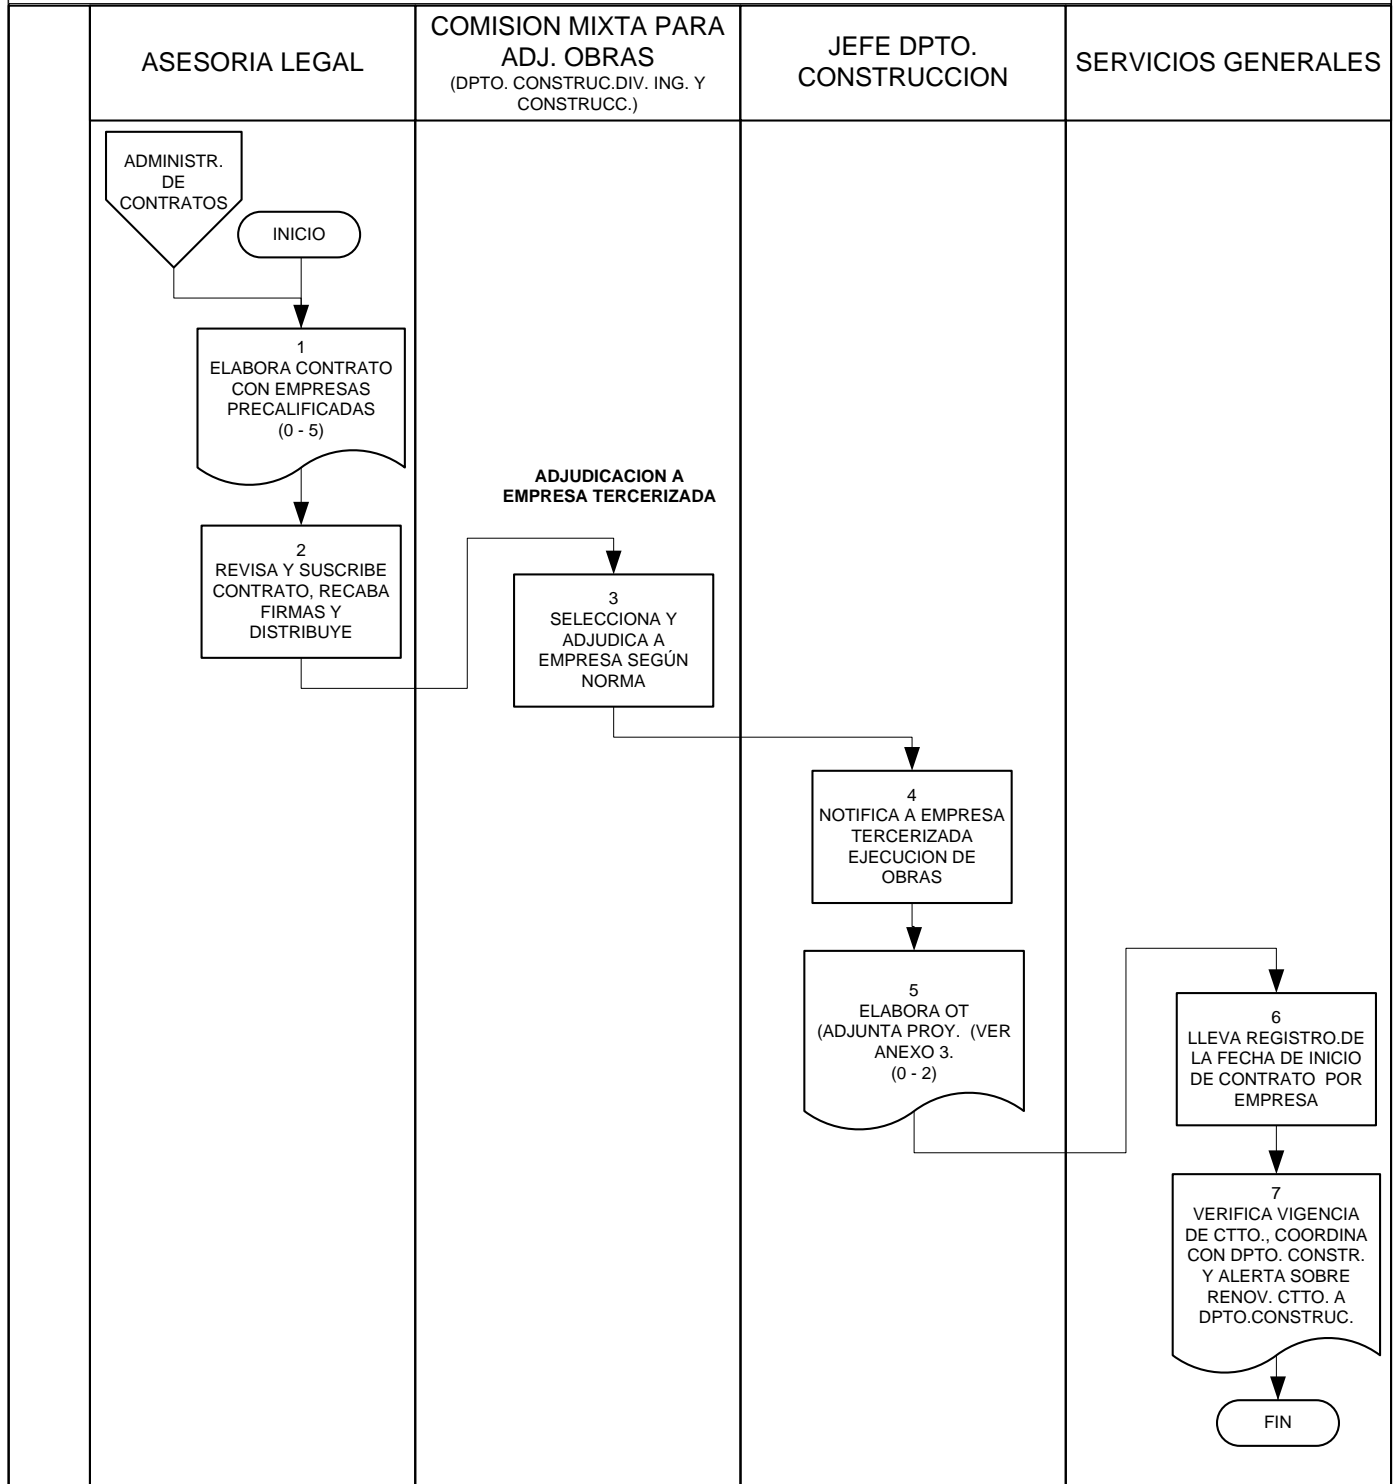 ASESORIA LEGAL
COMISION MIXTA PARA
ADJ. OBRAS
(DPTO. CONSTRUC.DIV. ING. Y
CONSTRUCC.)
JEFE DPTO.
CONSTRUCCION
SERVICIOS GENERALES
ADMINISTR.
DE
CONTRATOS
INICIO
1
ELABORA CONTRATO
CON EMPRESAS
PRECALIFICADAS
(0 - 5)
2
REVISA Y SUSCRIBE
CONTRATO, RECABA
FIRMAS Y
DISTRIBUYE
ADJUDICACION A
EMPRESA TERCERIZADA
3
SELECCIONA Y
ADJUDICA A
EMPRESA SEGÚN
NORMA
4
NOTIFICA A EMPRESA
TERCERIZADA
EJECUCION DE
OBRAS
5
ELABORA OT
(ADJUNTA PROY.  (VER
ANEXO 3.
(0 - 2)
6
LLEVA REGISTRO.DE
LA FECHA DE INICIO
DE CONTRATO  POR
EMPRESA
7
VERIFICA VIGENCIA
DE CTTO., COORDINA
CON DPTO. CONSTR.
Y ALERTA SOBRE
RENOV. CTTO. A
DPTO.CONSTRUC.
FIN